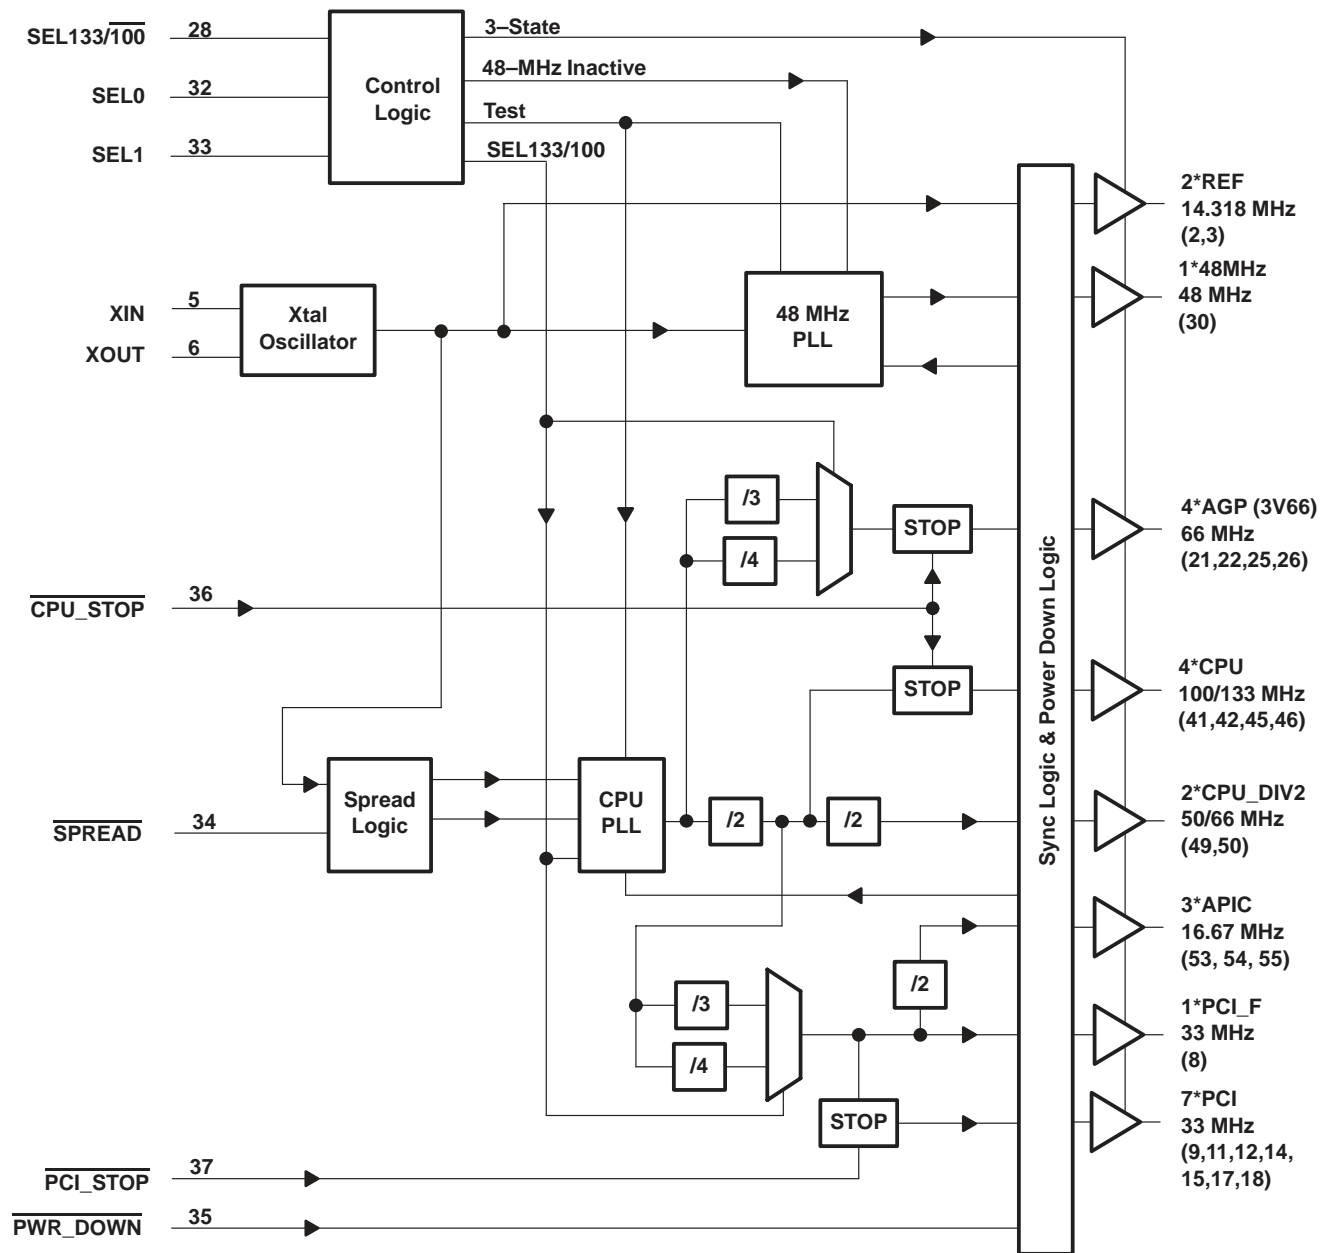 SEL133/100
28
SEL0
32
SEL1
33
Control
Logic
3–State
48–MHz Inactive
Test
SEL133/100
XIN
5
XOUT
6
Xtal
Oscillator
48 MHz
PLL
2*REF
14.318 MHz
(2,3)
1*48MHz
48 MHz
(30)
/3
/4
STOP
4*AGP (3V66)
66 MHz
(21,22,25,26)
CPU_STOP
36
STOP
Sync Logic & Power Down Logic
4*CPU
100/133 MHz
(41,42,45,46)
SPREAD
34
Spread
Logic
CPU
PLL
/2
/2
2*CPU_DIV2
50/66 MHz
(49,50)
3*APIC
16.67 MHz
(53, 54, 55)
/3
/4
/2
1*PCI_F
33 MHz
(8)
STOP
7*PCI
33 MHz
(9,11,12,14,
15,17,18)
PCI_STOP
37
PWR_DOWN
35